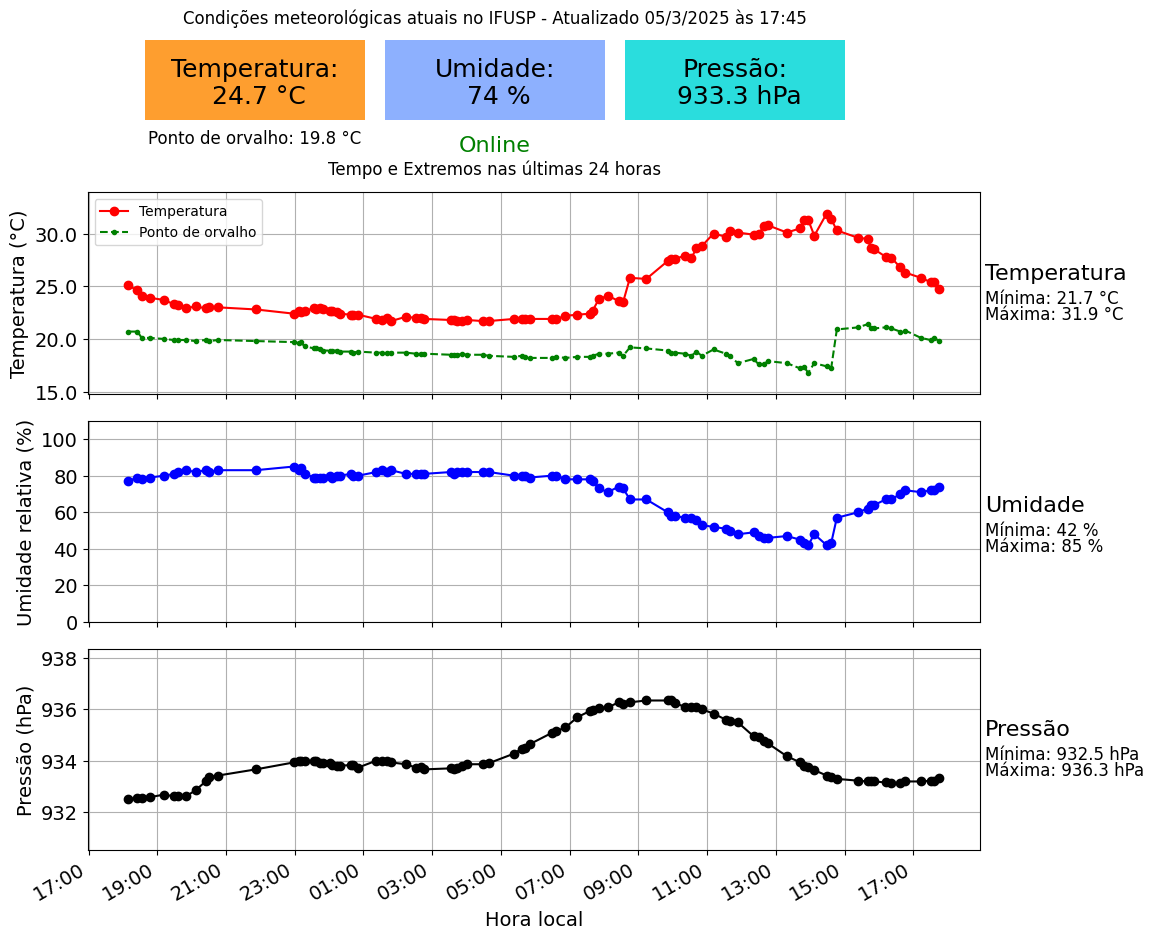 Condições meteorológicas atuais no IFUSP - Atualizado 05/3/2025 às 17:45
Temperatura:
24.7 °C
Umidade:
74 %
Pressão:
933.3 hPa
Ponto de orvalho: 19.8 °C
Online
Tempo e Extremos nas últimas 24 horas
Temperatura (°C)
30.0
25.0
20.0
15.0
Temperatura
Ponto de orvalho
Temperatura
Mínima: 21.7 °C
Máxima: 31.9 °C
Umidade relativa (%)
100
80
60
40
20
0
Umidade
Mínima: 42 %
Máxima: 85 %
Pressão (hPa)
938
936
934
932
Pressão
Mínima: 932.5 hPa
Máxima: 936.3 hPa
17:00
19:00
21:00
23:00
01:00
03:00
05:00
07:00
09:00
11:00
13:00
15:00
17:00
Hora local